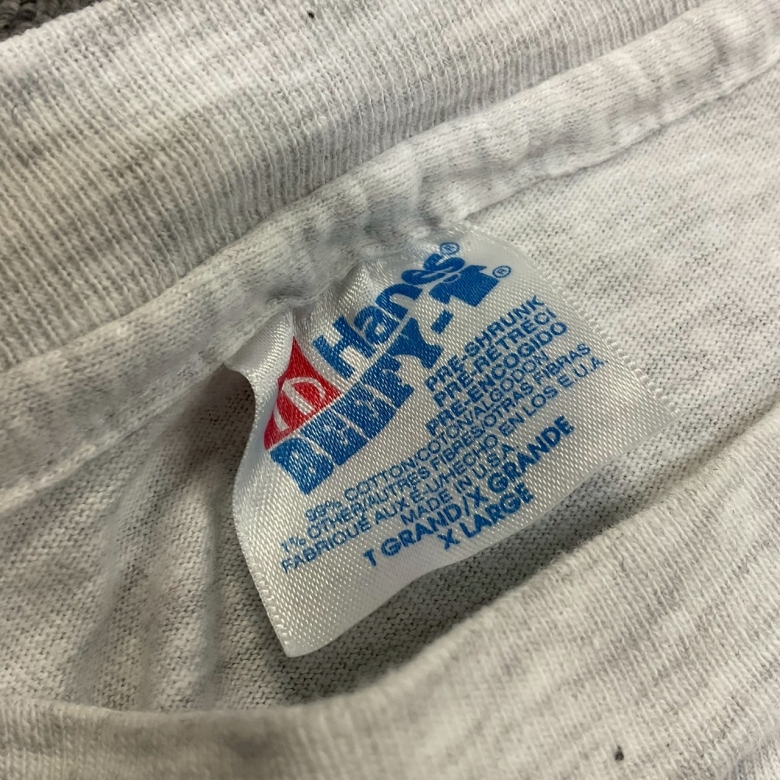 Hanes®
BEEFY-T®
PRE-SHRUNK
PRE-RETRECI
PRE-ENCOGIDO
99% COTTON/COTON/ALGODON
1% OTHER/AUTRES FIBRES/OTRAS FIBRAS
FABRIQUÉ AUX É.U./HECHO EN LOS E.U.A.
MADE IN U.S.A.
T GRAND/X GRANDE
X LARGE